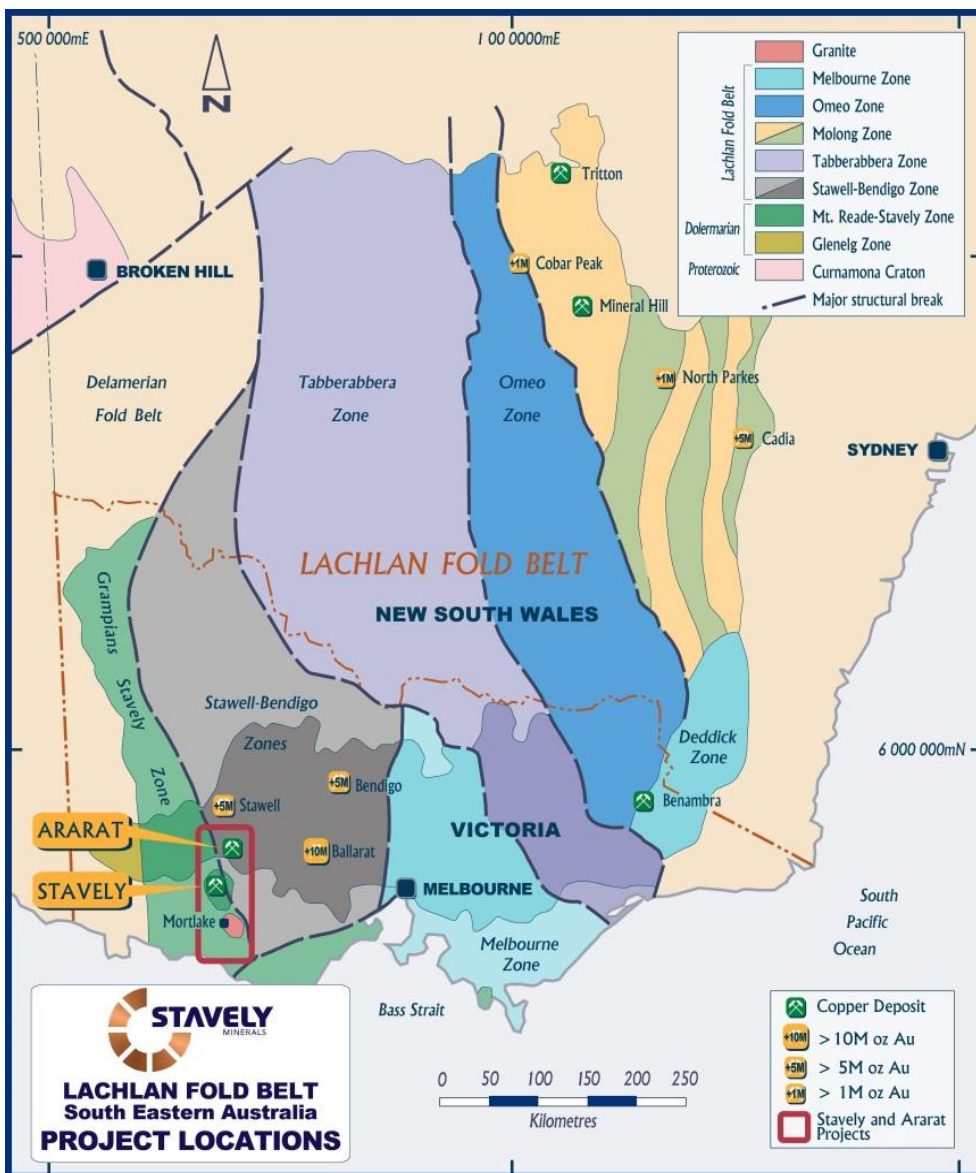 500 000mE
1 00 0000mE
N
Granite
Melbourne Zone
Omeo Zone
Molong Zone
Tabberabbera Zone
Stawell-Bendigo Zone
Mt. Reade-Stavely Zone
Glenelg Zone
Curnamona Craton
Major structural break
Lachlan Fold Belt
Dolermarian
Proterozoic
Tritton
BROKEN HILL
+1M Cobar Peak
Mineral Hill
Delamerian
Fold Belt
Tabberabbera
Zone
Omeo
Zone
+1M North Parkes
+5M Cadia
SYDNEY
LACHLAN FOLD BELT
NEW SOUTH WALES
Grampians
Stavely
Zone
Stawell-Bendigo
Zones
Deddick
Zone
6 000 000mN
+5M Bendigo
+5M Stawell
Benambra
ARARAT
VICTORIA
+10M Ballarat
STAVELY
MELBOURNE
Mortlake
South
Pacific
Ocean
Melbourne
Zone
Bass Strait
STAVELY
MINERALS
LACHLAN FOLD BELT
South Eastern Australia
PROJECT LOCATIONS
0 50 100 150 200 250
Kilometres
Copper Deposit
+10M > 10M oz Au
+5M > 5M oz Au
+1M > 1M oz Au
Stavely and Ararat
Projects